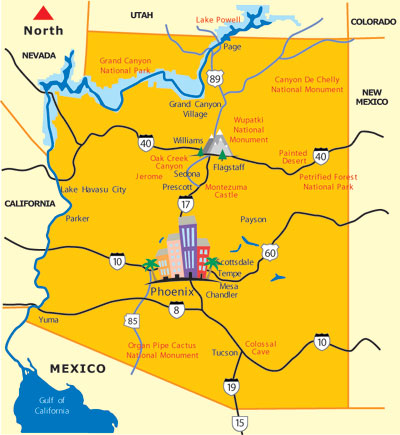 UTAH
Lake Powell
COLORADO
North
Page
NEVADA
Grand Canyon
National Park
89
Canyon De Chelly
National Monument
NEW
MEXICO
Grand Canyon
Village
Wupatki
National
Monument
40
Williams
Painted
Desert
40
Oak Creek
Canyon
Flagstaff
Sedona
Jerome
Petrified Forest
National Park
Lake Havasu City
Prescott
Montezuma
Castle
17
CALIFORNIA
Parker
Payson
60
10
cottsdale
Tempe
Mesa
Phoenix
Chandler
8
Yuma
85
10
Organ Pipe Cactus
National Monument
Colossal
Cave
Tucson
MEXICO
19
Gulf of
California
15